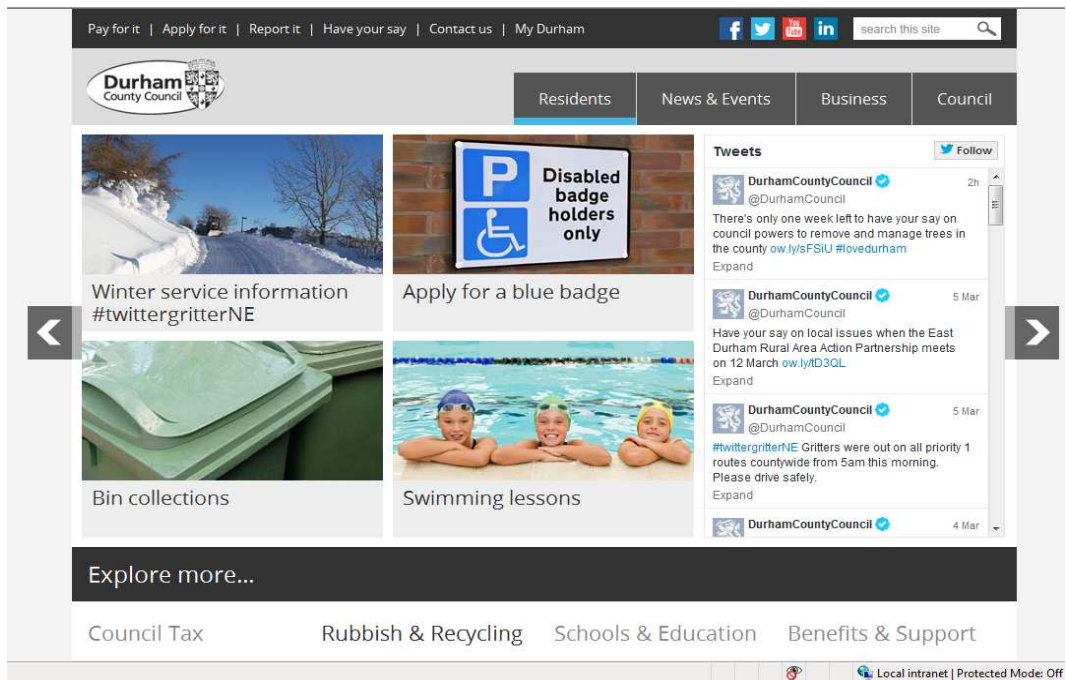 Pay for it | Apply for it | Report it | Have your say | Contact us | My Durham
search this site
Durham
County Council
Residents
News & Events
Business
Council
Disabled
badge
holders
only
P
Winter service information
#twittergritterNE
Apply for a blue badge
Bin collections
Swimming lessons
Tweets
Follow
DurhamCountyCouncil 2h
@DurhamCouncil
There's only one week left to have your say on
council powers to remove and manage trees in
the county ow.ly/sFSiU #lovedurham
Expand
DurhamCountyCouncil 5 Mar
@DurhamCouncil
Have your say on local issues when the East
Durham Rural Area Action Partnership meets
on 12 March ow.ly/tD3QL
Expand
DurhamCountyCouncil 5 Mar
@DurhamCouncil
#twittergritterNE Gritters were out on all priority 1
routes countywide from 5am this morning.
Please drive safely.
Expand
DurhamCountyCouncil 4 Mar
Explore more...
Council Tax
Rubbish & Recycling
Schools & Education
Benefits & Support
Local intranet | Protected Mode: Off